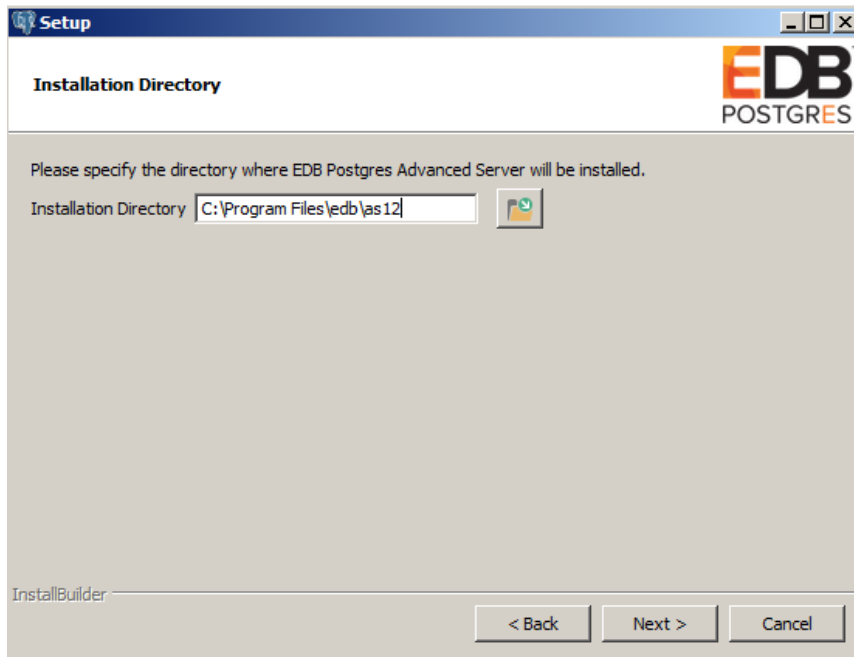 Setup
Installation Directory
EDB
POSTGRES
Please specify the directory where EDB Postgres Advanced Server will be installed.
Installation Directory C:\Program Files\edb\as12
InstallBuilder
< Back Next > Cancel